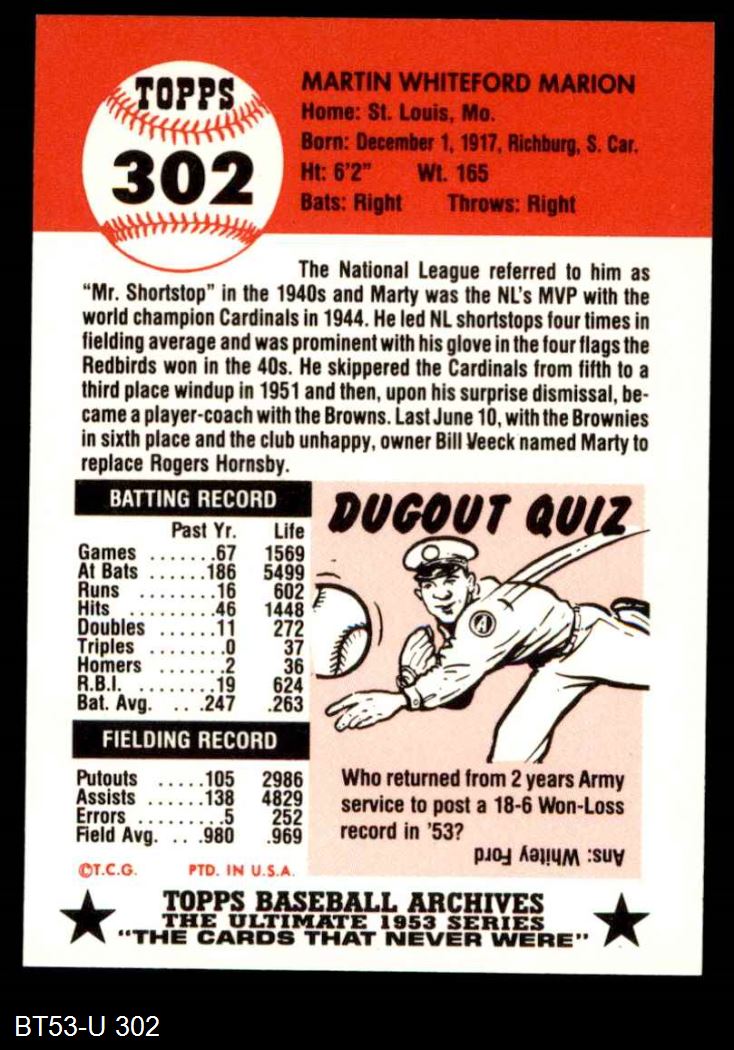 TOPPS
302
MARTIN WHITEFORD MARION
Home: St. Louis, Mo.
Born: December 1, 1917, Richburg, S. Car.
Ht: 6'2" Wt. 165
Bats: Right Throws: Right
The National League referred to him as
"Mr. Shortstop" in the 1940s and Marty was the NL's MVP with the
world champion Cardinals in 1944. He led NL shortstops four times in
fielding average and was prominent with his glove in the four flags the
Redbirds won in the 40s. He skippered the Cardinals from fifth to a
third place windup in 1951 and then, upon his surprise dismissal, be-
came a player-coach with the Browns. Last June 10, with the Brownies
in sixth place and the club unhappy, owner Bill Veeck named Marty to
replace Rogers Hornsby.
BATTING RECORD
Past Yr. Life
Games .......67 1569
At Bats ......186 5499
Runs .......16 602
Hits ........46 1448
Doubles ......11 272
Triples .......0 37
Homers .......2 36
R.B.I. ........19 624
Bat. Avg. . . .247 .263
FIELDING RECORD
Putouts .....105 2986
Assists ......138 4829
Errors ........5 252
Field Avg. . . .980 .969
©T.C.G. PTD. IN U.S.A.
DUGOUT QUIZ
A
Who returned from 2 years Army
service to post a 18-6 Won-Loss
record in '53?
Ans: Whitey Ford
TOPPS BASEBALL ARCHIVES
THE ULTIMATE 1953 SERIES
"THE CARDS THAT NEVER WERE"
BT53-U 302